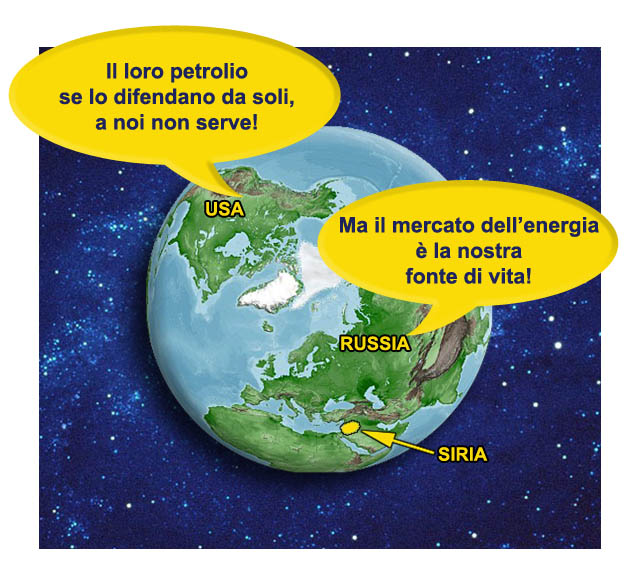 Il loro petrolio
se lo difendano da soli,
a noi non serve!
USA
Ma il mercato dell'energia
è la nostra
fonte di vita!
RUSSIA
SIRIA